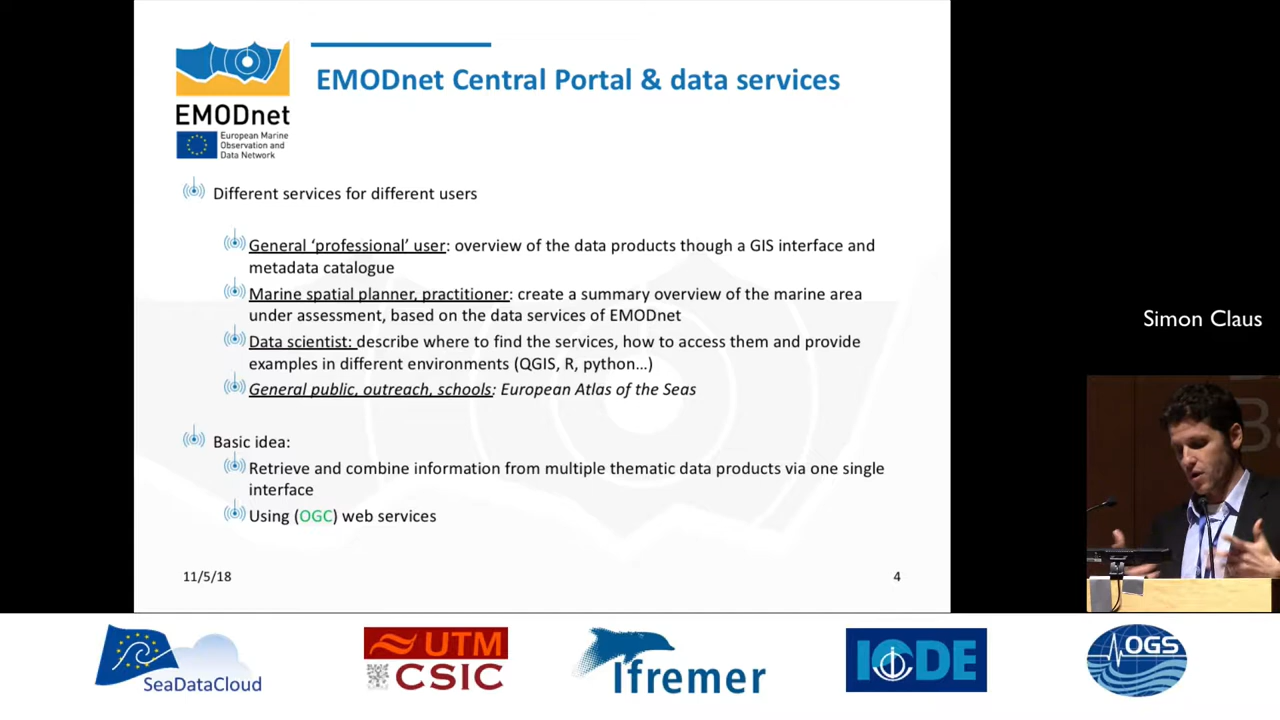 EMODnet Central Portal & data services
EMODnet
European Marine
Observation and
Data Network
Different services for different users
General ‘professional’ user: overview of the data products though a GIS interface and
metadata catalogue
Marine spatial planner, practitioner: create a summary overview of the marine area
under assessment, based on the data services of EMODnet
Data scientist: describe where to find the services, how to access them and provide
examples in different environments (QGIS, R, python…)
General public, outreach, schools: European Atlas of the Seas
Basic idea:
Retrieve and combine information from multiple thematic data products via one single
interface
Using (OGC) web services
11/5/18
4
Simon Claus
SeaDataCloud
UTM
CSIC
Ifremer
IODE
OGS